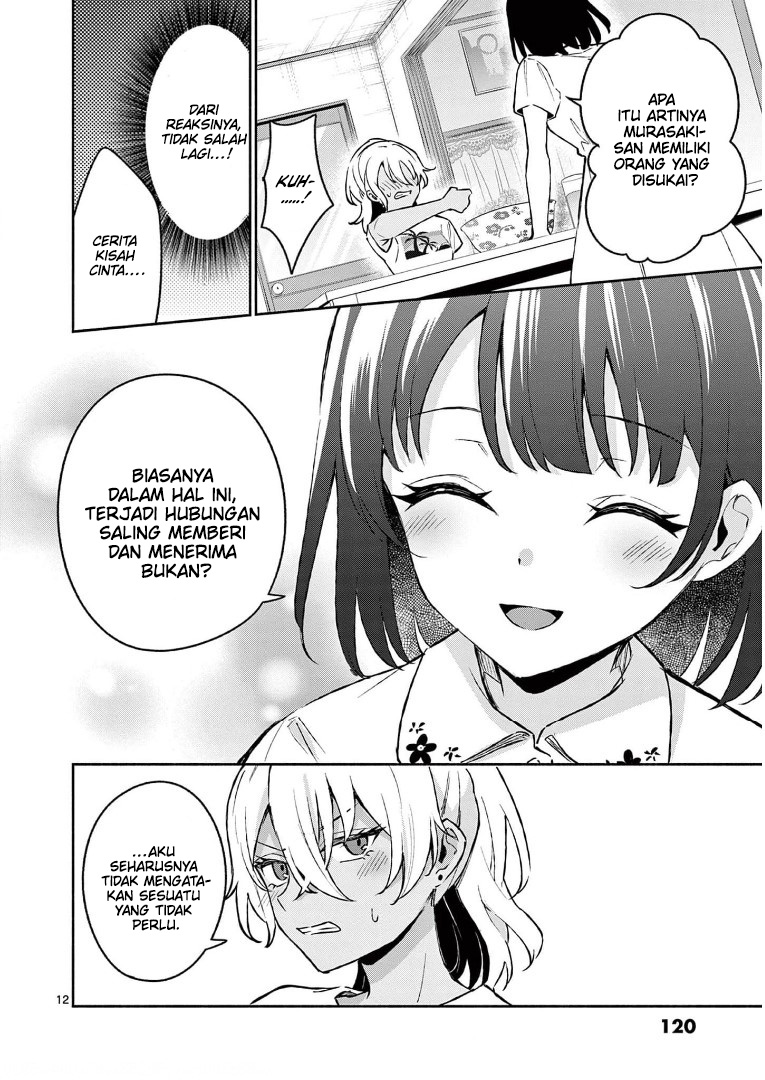 APA
ITU ARTINYA
MURASAKI-
SAN MEMILIKI
ORANG YANG
DISUKAI?
KUH-
......!
DARI
REAKSINYA,
TIDAK SALAH
LAGI...!
CERITA
KISAH
CINTA....
BIASANYA
DALAM HAL INI,
TERJADI HUBUNGAN
SALING MEMBERI
DAN MENERIMA
BUKAN?
...AKU
SEHARUSNYA
TIDAK MENGATA-
KAN SESUATU
YANG TIDAK
PERLU.
12
120